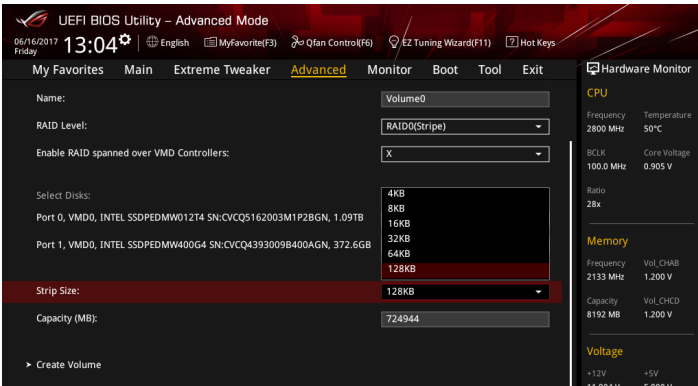 UEFI BIOS Utility – Advanced Mode
06/16/2017 Friday 13:04 English MyFavorite(F3) Qfan Control(F6) EZ Tuning Wizard(F11) ? Hot Keys
My Favorites Main Extreme Tweaker Advanced Monitor Boot Tool Exit
Name: Volume0
RAID Level: RAID0(Stripe)
Enable RAID spanned over VMD Controllers: X
Select Disks:
Port 0, VMD0, INTEL SSDPEDMW012T4 SN:CVCQ5162003M1P2BGN, 1.09TB
Port 1, VMD0, INTEL SSDPEDMW400G4 SN:CVCQ4393009B400AGN, 372.6GB
4KB
8KB
16KB
32KB
64KB
128KB
Strip Size: 128KB
Capacity (MB): 724944
> Create Volume
Hardware Monitor
CPU
Frequency Temperature
2800 MHz 50°C
BCLK Core Voltage
100.0 MHz 0.905 V
Ratio
28x
Memory
Frequency Vol_CHAB
2133 MHz 1.200 V
Capacity Vol_CHCD
8192 MB 1.200 V
Voltage
+12V +5V